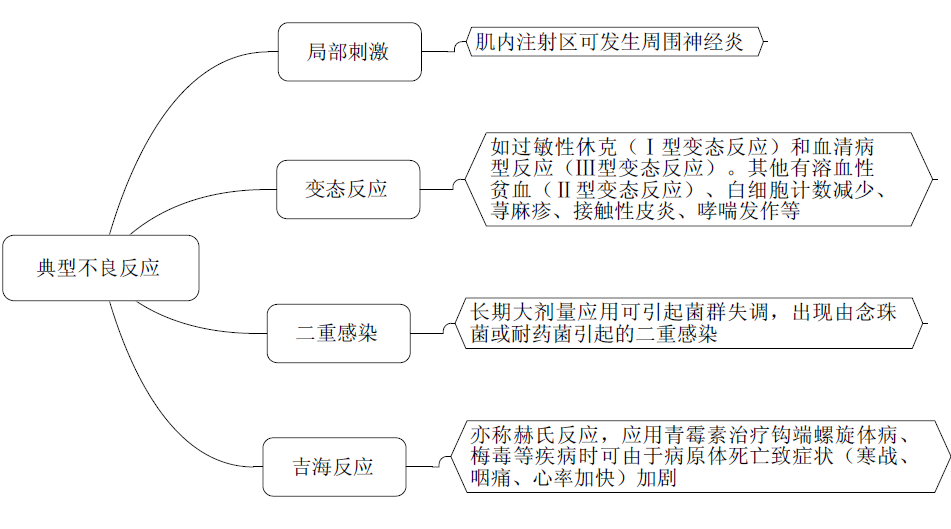 典型不良反应
局部刺激
肌内注射区可发生周围神经炎
变态反应
如过敏性休克（Ⅰ型变态反应）和血清病
型反应（Ⅲ型变态反应）。其他有溶血性
贫血（Ⅱ型变态反应）、白细胞计数减少、
荨麻疹、接触性皮炎、哮喘发作等
二重感染
长期大剂量应用可引起菌群失调，出现由念珠
菌或耐药菌引起的二重感染
吉海反应
亦称赫氏反应，应用青霉素治疗钩端螺旋体病、
梅毒等疾病时可由于病原体死亡致症状（寒战、
咽痛、心率加快）加剧